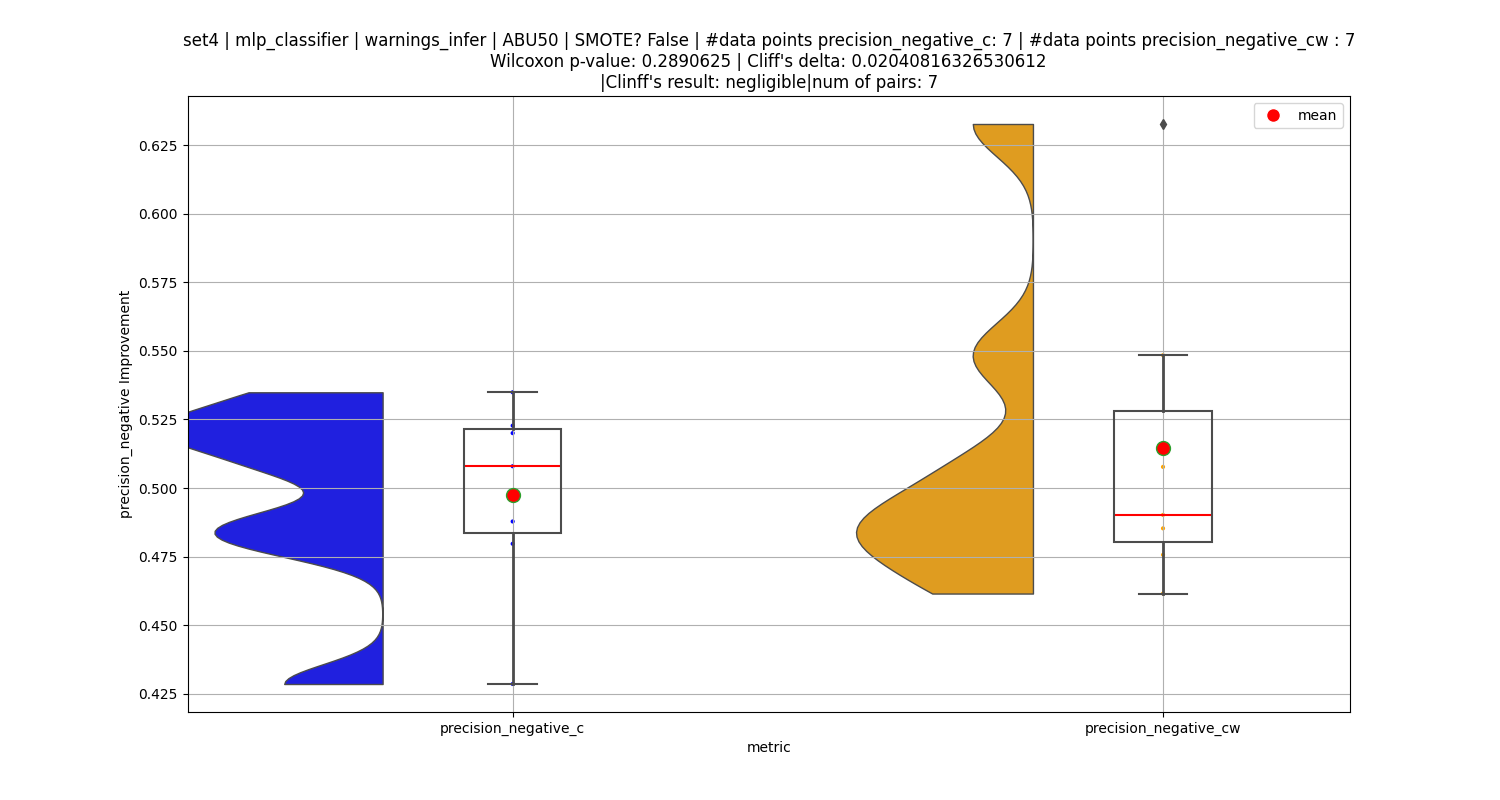 set4 | mlp_classifier | warnings_infer | ABU50 | SMOTE? False | #data points precision_negative_c: 7 | #data points precision_negative_cw : 7
Wilcoxon p-value: 0.2890625 | Cliff's delta: 0.02040816326530612
|Clinff's result: negligible|num of pairs: 7
mean
0.625
0.600
0.575
0.550
0.525
0.500
0.475
0.450
0.425
precision_negative Improvement
precision_negative_c
precision_negative_cw
metric